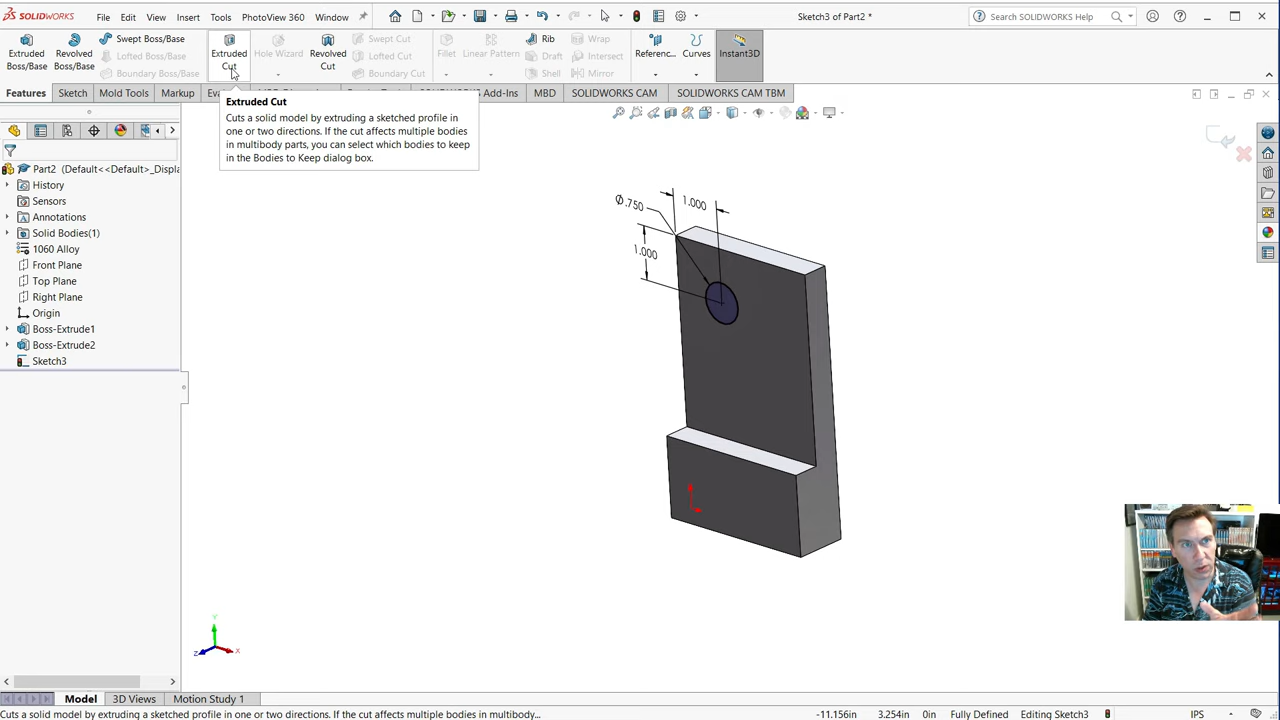 SOLIDWORKS File Edit View Insert Tools PhotoView 360 Window Sketch3 of Part2 * Search SOLIDWORKS Help
Extruded Boss/Base
Revolved Boss/Base
Swept Boss/Base
Lofted Boss/Base
Boundary Boss/Base
Extruded Cut
Hole Wizard
Revolved Cut
Swept Cut
Lofted Cut
Boundary Cut
Fillet
Linear Pattern
Rib
Draft
Shell
Wrap
Intersect
Mirror
Referenc...
Curves
Instant3D
Features Sketch Mold Tools Markup SOLIDWORKS Add-Ins MBD SOLIDWORKS CAM SOLIDWORKS CAM TBM
Extruded Cut
Cuts a solid model by extruding a sketched profile in
one or two directions. If the cut affects multiple bodies
in multibody parts, you can select which bodies to keep
in the Bodies to Keep dialog box.
Part2 (Default<<Default>_Displa
History
Sensors
Annotations
Solid Bodies(1)
1060 Alloy
Front Plane
Top Plane
Right Plane
Origin
Boss-Extrude1
Boss-Extrude2
Sketch3
Ø.750
1.000
1.000
Y
Z
X
Model 3D Views Motion Study 1
Cuts a solid model by extruding a sketched profile in one or two directions. If the cut affects multiple bodies in multibody... -11.156in 3.254in 0in Fully Defined Editing Sketch3 IPS